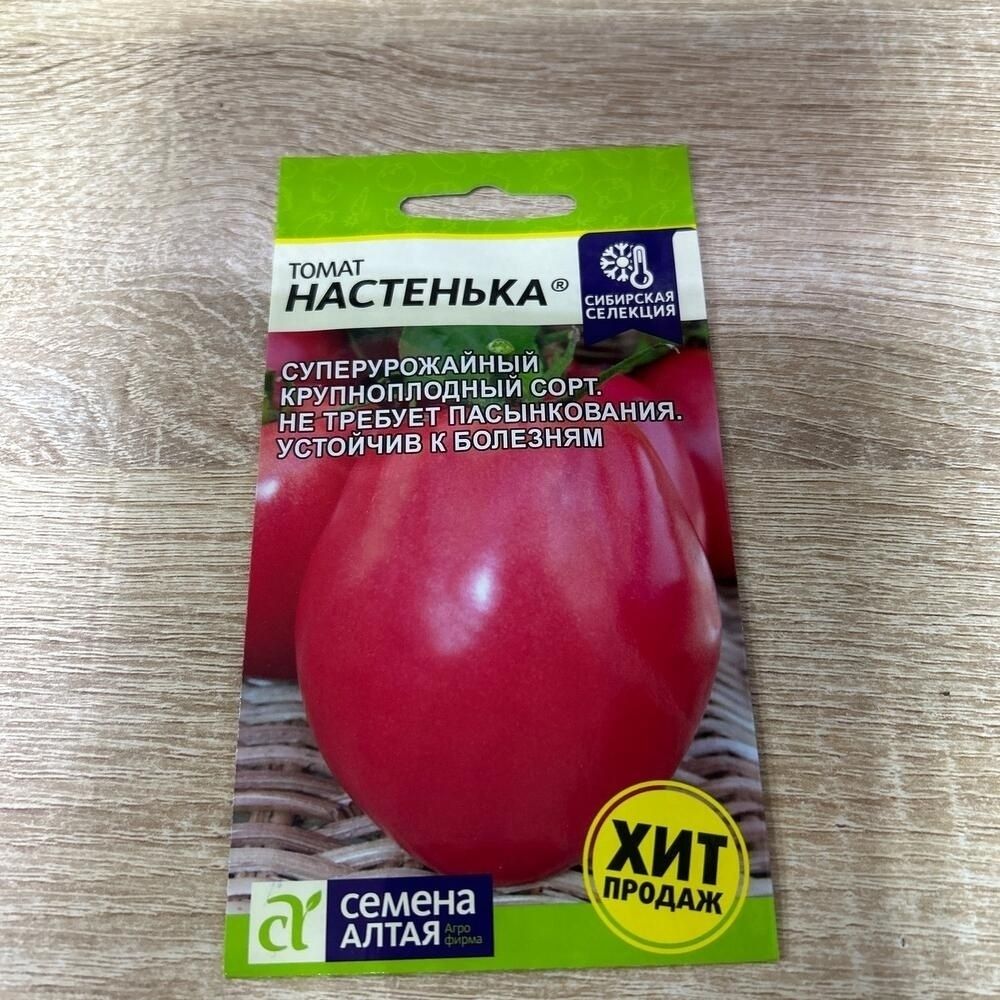 ТОМАТ
НАСТЕНЬКА®
СИБИРСКАЯ
СЕЛЕКЦИЯ
СУПЕРУРОЖАЙНЫЙ
КРУПНОПЛОДНЫЙ СОРТ.
НЕ ТРЕБУЕТ ПАСЫНКОВАНИЯ.
УСТОЙЧИВ К БОЛЕЗНЯМ
ХИТ
ПРОДАЖ
семена
АЛТАЯ
Агро
фирма